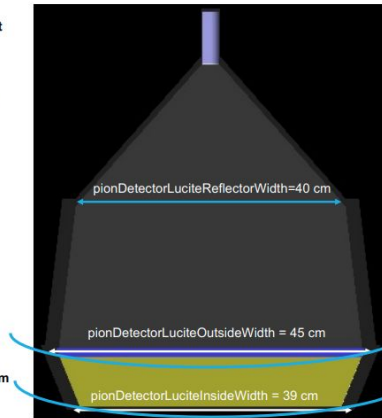 t
pionDetectorLuciteReflectorWidth=40 cm
pionDetectorLuciteOutsideWidth = 45 cm
m
pionDetectorLuciteInsideWidth = 39 cm